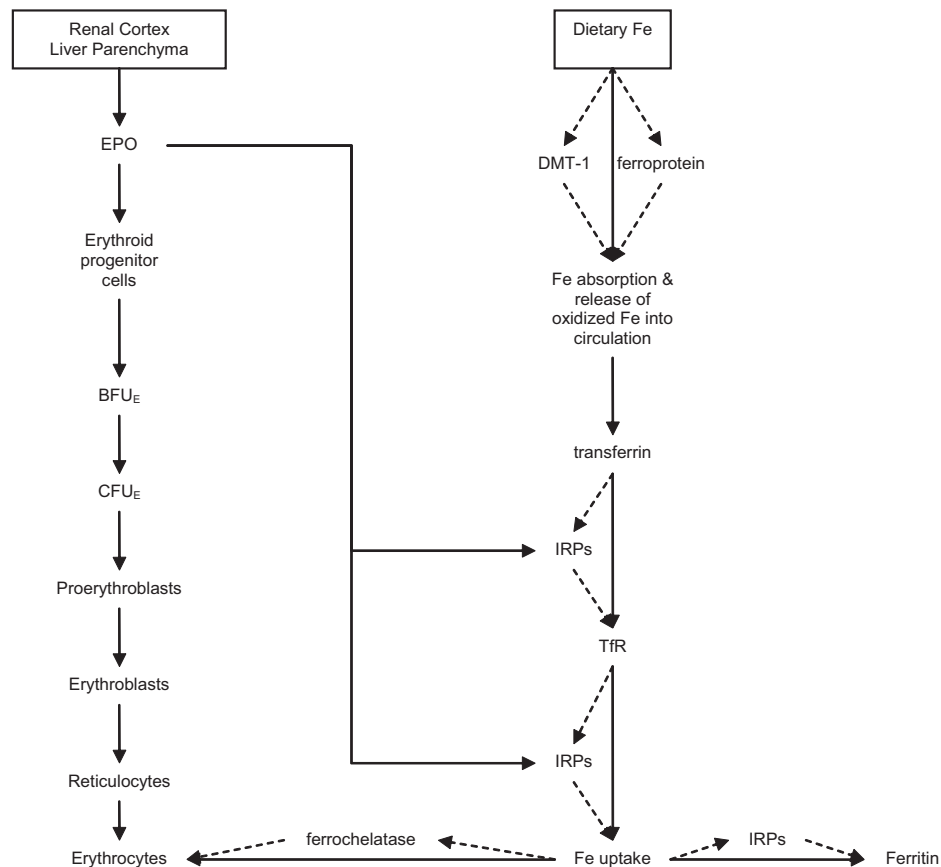 Renal Cortex
Liver Parenchyma
EPO
Erythroid
progenitor
cells
BFUE
CFUE
Proerythroblasts
Erythroblasts
Reticulocytes
Erythrocytes
Dietary Fe
DMT-1
ferroprotein
Fe absorption &
release of
oxidized Fe into
circulation
transferrin
IRPs
TfR
IRPs
ferrochelatase
Fe uptake
IRPs
Ferritin